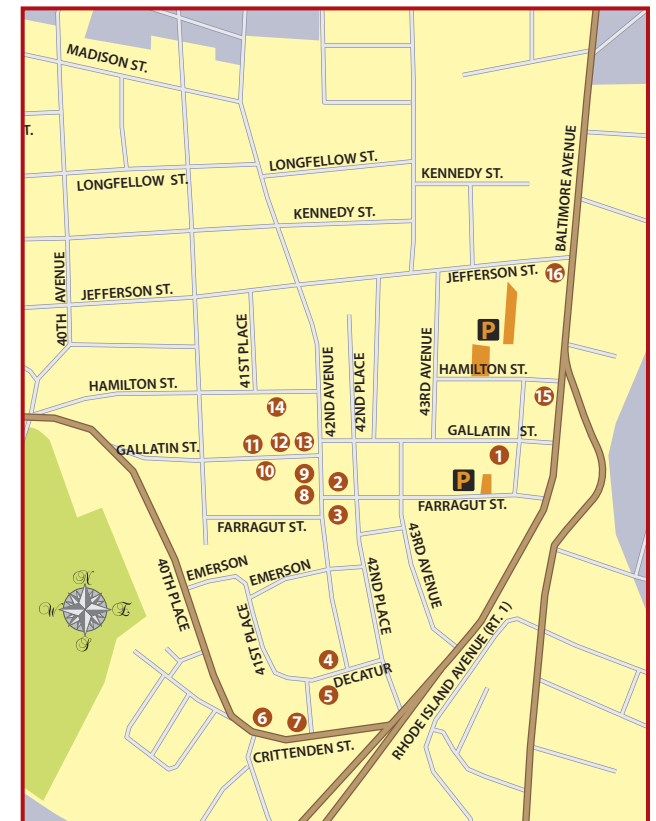 MADISON ST.
T.
LONGFELLOW ST.
LONGFELLOW ST.
KENNEDY ST.
KENNEDY ST.
BALTIMORE AVENUE
40TH AVENUE
JEFFERSON ST.
JEFFERSON ST.
16
P
41ST PLACE
42ND AVENUE
42ND PLACE
43RD AVENUE
HAMILTON ST.
HAMILTON ST.
15
14
GALLATIN ST.
GALLATIN ST.
11
12
13
1
10
9
8
2
P
3
FARRAGUT ST.
FARRAGUT ST.
40TH PLACE
EMERSON
EMERSON
42ND PLACE
43RD AVENUE
N
W
E
S
41ST PLACE
4
DECATUR
5
6
7
CRITTENDEN ST.
RHODE ISLAND AVENUE (RT. 1)